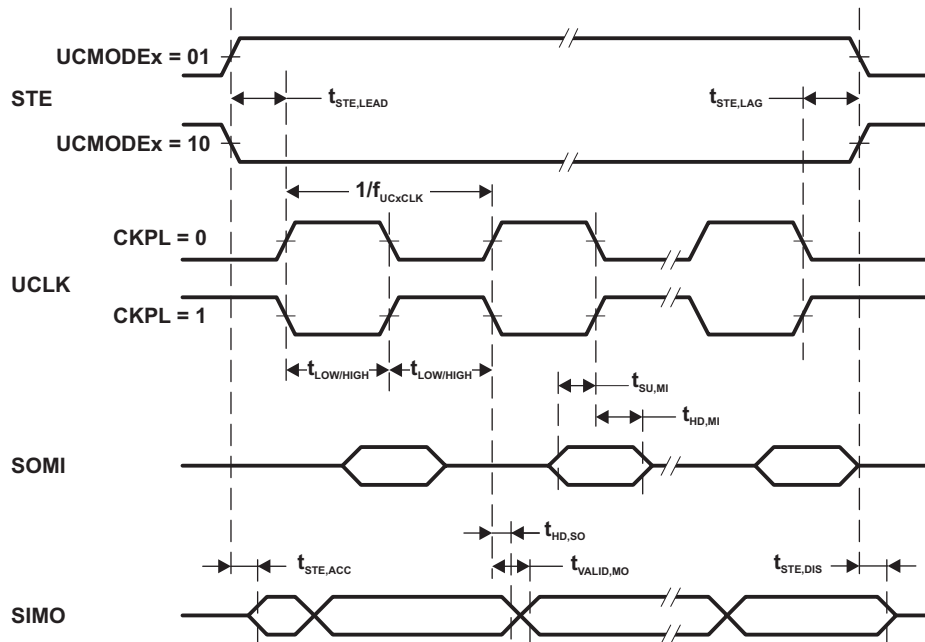 UCMODEx = 01
STE
tSTE,LEAD
tSTE,LAG
UCMODEx = 10
1/fUCxCLK
CKPL = 0
UCLK
CKPL = 1
tLOW/HIGH
tLOW/HIGH
tSU,MI
tHD,MI
SOMI
tHD,SO
tSTE,ACC
tVALID,MO
tSTE,DIS
SIMO